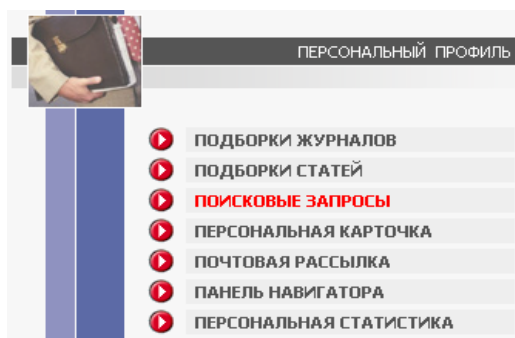 ПЕРСОНАЛЬНЫЙ ПРОФИЛЬ
ПОДБОРКИ ЖУРНАЛОВ
ПОДБОРКИ СТАТЕЙ
ПОИСКОВЫЕ ЗАПРОСЫ
ПЕРСОНАЛЬНАЯ КАРТОЧКА
ПОЧТОВАЯ РАССЫЛКА
ПАНЕЛЬ НАВИГАТОРА
ПЕРСОНАЛЬНАЯ СТАТИСТИКА